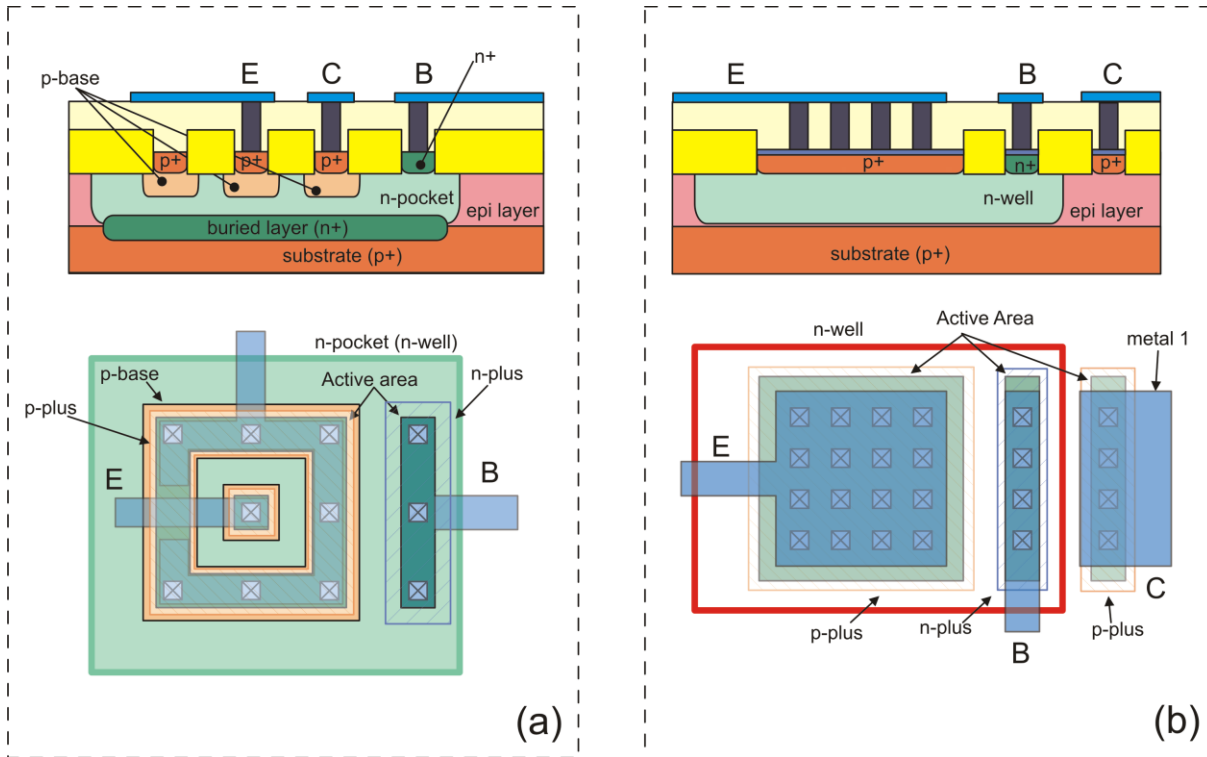 n+
p-base
E
C
B
p+
p+
p+
n-pocket
epi layer
buried layer (n+)
substrate (p+)
n-pocket (n-well)
p-base
Active area
n-plus
p-plus
E
B
(a)
E
B
C
p+
n+
p+
n-well
epi layer
substrate (p+)
n-well
Active Area
metal 1
E
C
p-plus
n-plus
p-plus
B
(b)